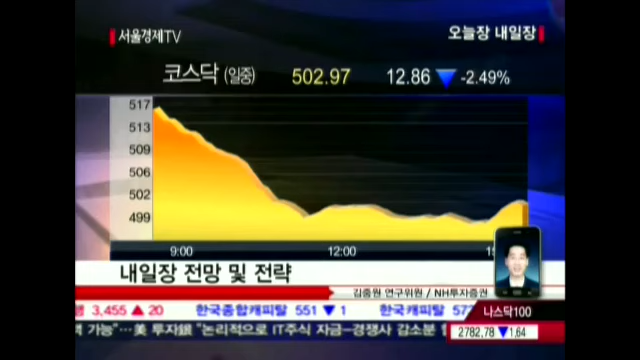 서울경제TV
오늘장 내일장
코스닥 (일중) 502.97 12.86 ▼ -2.49%
517
513
509
506
502
499
9:00 12:00
내일장 전망 및 전략
김중원 연구위원 / NH투자증권
3,455 ▲ 20 한국종합캐피탈 551 ▼ 1 한국캐피탈
나스닥100
가능"…美 투자銀 "논리적으로 IT주식 자금-경쟁사 감소분
2782,78 ▼1.64